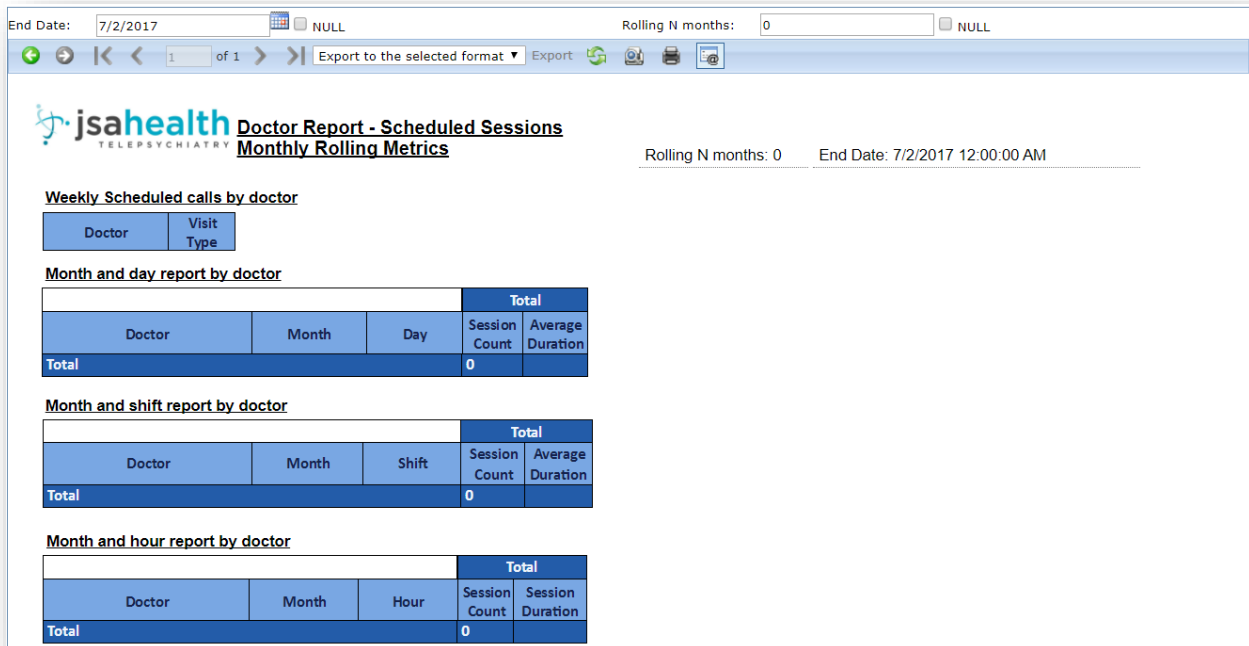 End Date: 7/2/2017 NULL Rolling N months: 0 NULL
1 of 1 Export to the selected format Export
jsahealth Doctor Report - Scheduled Sessions
TELEPSYCHIATRY Monthly Rolling Metrics
Rolling N months: 0 End Date: 7/2/2017 12:00:00 AM
Weekly Scheduled calls by doctor
Doctor Visit
Type
Month and day report by doctor
Total
Doctor Month Day Session Average
Count Duration
Total 0
Month and shift report by doctor
Total
Doctor Month Shift Session Average
Count Duration
Total 0
Month and hour report by doctor
Total
Doctor Month Hour Session Session
Count Duration
Total 0